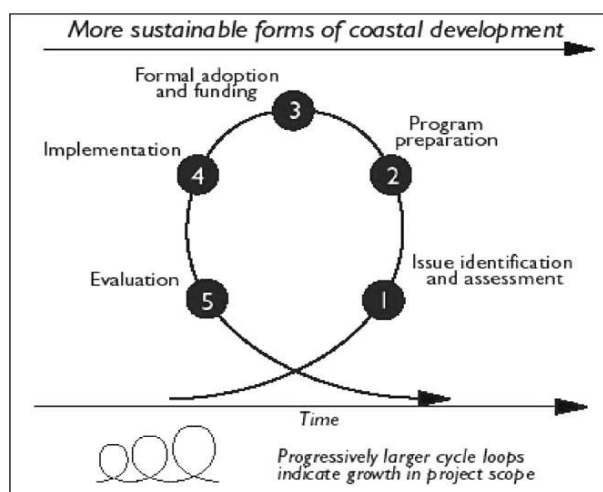 More sustainable forms of coastal development
Formal adoption
and funding
3
Program
preparation
Implementation
4
2
Issue identification
and assessment
Evaluation
5
1
Time
Progressively larger cycle loops
indicate growth in project scope